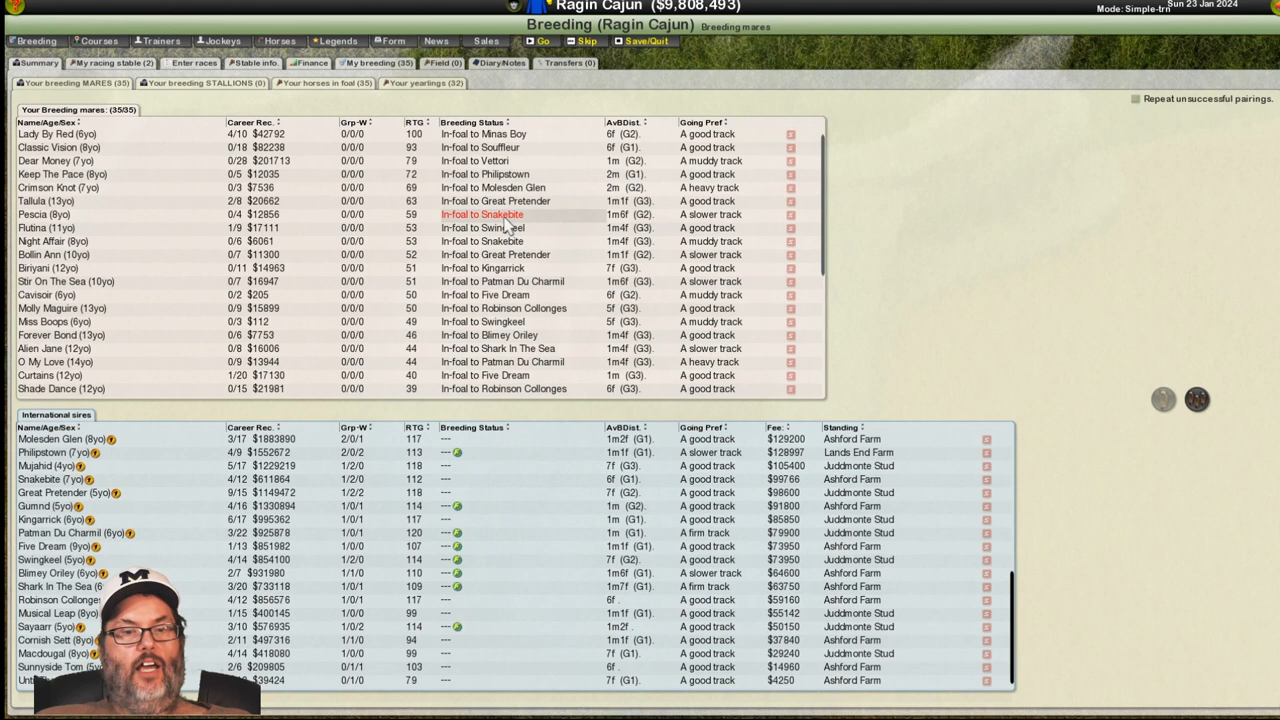 Ragin Cajun ($9,808,493)
Mode: Simple-trn
Sun 23 Jan 2024
Breeding (Ragin Cajun) Breeding mares
Breeding Courses Trainers Jockeys Horses Legends Form News Sales Go Skip Save/Quit
Summary My racing stable (2) Enter races Stable info. Finance My breeding (35) Field (0) Diary/Notes Transfers (0)
Your breeding MARES (35) Your breeding STALLIONS (0) Your horses in foal (35) Your yearlings (32)
Repeat unsuccessful pairings.
Your Breeding mares: (35/35)
Name/Age/Sex Career Rec. Grp-W RTG Breeding Status AvBDist. Going Pref
Lady By Red (6yo) 4/10 $42792 0/0/0 100 In-foal to Minas Boy 6f (G2). A good track
Classic Vision (8yo) 0/18 $82238 0/0/0 93 In-foal to Souffleur 6f (G1). A good track
Dear Money (7yo) 0/28 $201713 0/0/0 79 In-foal to Vettori 1m (G2). A muddy track
Keep The Pace (8yo) 0/5 $12035 0/0/0 72 In-foal to Philipstown 2m (G1). A good track
Crimson Knot (7yo) 0/3 $7536 0/0/0 69 In-foal to Molesden Glen 2m (G2). A heavy track
Tallula (13yo) 2/8 $20662 0/0/0 63 In-foal to Great Pretender 1m1f (G3). A good track
Pescia (8yo) 0/4 $12856 0/0/0 59 In-foal to Snakebite 1m6f (G2). A slower track
Flutina (11yo) 1/9 $17111 0/0/0 53 In-foal to Swingkeel 1m4f (G3). A good track
Night Affair (8yo) 0/6 $6061 0/0/0 53 In-foal to Snakebite 1m4f (G3). A muddy track
Bollin Ann (10yo) 0/7 $11300 0/0/0 52 In-foal to Great Pretender 1m1f (G2). A slower track
Biriyani (12yo) 0/11 $14963 0/0/0 51 In-foal to Kingarrick 7f (G3). A good track
Stir On The Sea (10yo) 0/7 $16947 0/0/0 51 In-foal to Patman Du Charmil 1m6f (G3). A slower track
Cavisoir (6yo) 0/2 $205 0/0/0 50 In-foal to Five Dream 6f (G2). A muddy track
Molly Maguire (13yo) 0/9 $15899 0/0/0 50 In-foal to Robinson Collonges 5f (G3). A good track
Miss Boops (6yo) 0/3 $112 0/0/0 49 In-foal to Swingkeel 5f (G3). A muddy track
Forever Bond (13yo) 0/6 $7753 0/0/0 46 In-foal to Blimey Oriley 1m4f (G3). A good track
Alien Jane (12yo) 0/8 $16006 0/0/0 44 In-foal to Shark In The Sea 1m4f (G3). A slower track
O My Love (14yo) 0/9 $13944 0/0/0 44 In-foal to Patman Du Charmil 1m4f (G3). A heavy track
Curtains (12yo) 1/20 $17130 0/0/0 40 In-foal to Five Dream 1m (G3). A good track
Shade Dance (12yo) 0/15 $21981 0/0/0 39 In-foal to Robinson Collonges 6f (G3). A good track
International sires
Name/Age/Sex Career Rec. Grp-W RTG Breeding Status AvBDist. Going Pref Fee: Standing
Molesden Glen (8yo) 3/17 $1883890 2/0/1 117 --- 1m2f (G1). A good track $129200 Ashford Farm
Philipstown (7yo) 4/9 $1552672 2/0/2 113 --- 1m1f (G1). A slower track $128997 Lands End Farm
Mujahid (4yo) 5/17 $1229219 1/2/0 118 --- 7f (G3). A good track $105400 Juddmonte Stud
Snakebite (7yo) 4/12 $611864 1/2/0 112 --- 6f (G1). A good track $99766 Ashford Farm
Great Pretender (5yo) 9/15 $1149472 1/2/2 118 --- 7f (G2). A good track $98600 Juddmonte Stud
Gumnd (5yo) 4/16 $1330894 1/0/1 114 --- 1m (G2). A good track $91800 Ashford Farm
Kingarrick (6yo) 6/17 $995362 1/0/1 117 --- 1m (G1). A good track $85850 Juddmonte Stud
Patman Du Charmil (6yo) 3/22 $925878 1/0/1 120 --- 1m (G1). A firm track $79900 Juddmonte Stud
Five Dream (9yo) 1/13 $851982 1/0/0 107 --- 1m1f (G1). A good track $73950 Ashford Farm
Swingkeel (5yo) 4/14 $854100 1/2/0 114 --- 7f (G2). A good track $73950 Juddmonte Stud
Blimey Oriley (6yo) 2/7 $931980 1/1/0 110 --- 1m6f (G1). A slower track $64600 Ashford Farm
Shark In The Sea (6 3/20 $733118 1/1/0 109 --- 1m7f (G1). A firm track $63750 Ashford Farm
Robinson Collonges 4/12 $856576 1/0/1 117 --- 6f . A good track $59160 Ashford Farm
Musical Leap (8yo) 1/15 $400145 1/0/0 99 --- 1m1f (G1). A good track $55142 Juddmonte Stud
Sayaarr (5yo) 3/10 $576935 1/0/2 114 --- 1m2f . A good track $50150 Juddmonte Stud
Cornish Sett (8yo) 2/11 $497316 1/1/0 94 --- 1m1f (G1). A good track $37840 Ashford Farm
Macdougal (8yo) 4/14 $418080 1/1/0 99 --- 7f (G1). A good track $29240 Juddmonte Stud
Sunnyside Tom (5yo) 2/6 $209805 0/1/1 103 --- 6f . A good track $14960 Ashford Farm
$39424 0/1/0 79 --- 7f (G1). A good track $4250 Ashford Farm